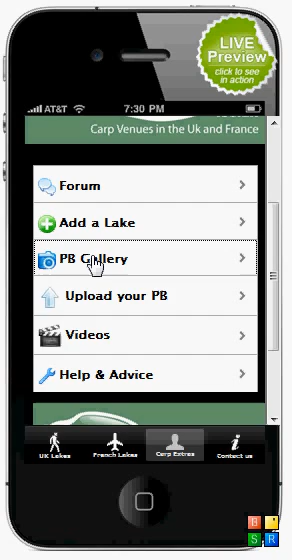 LIVE
Preview
click to see
in action
AT&T 7:30 PM
Carp Venues in the Uk and France
Forum
Add a Lake
PB Gallery
Upload your PB
Videos
Help & Advice
UK Lakes French Lakes Carp Extras Contact us
B
S R